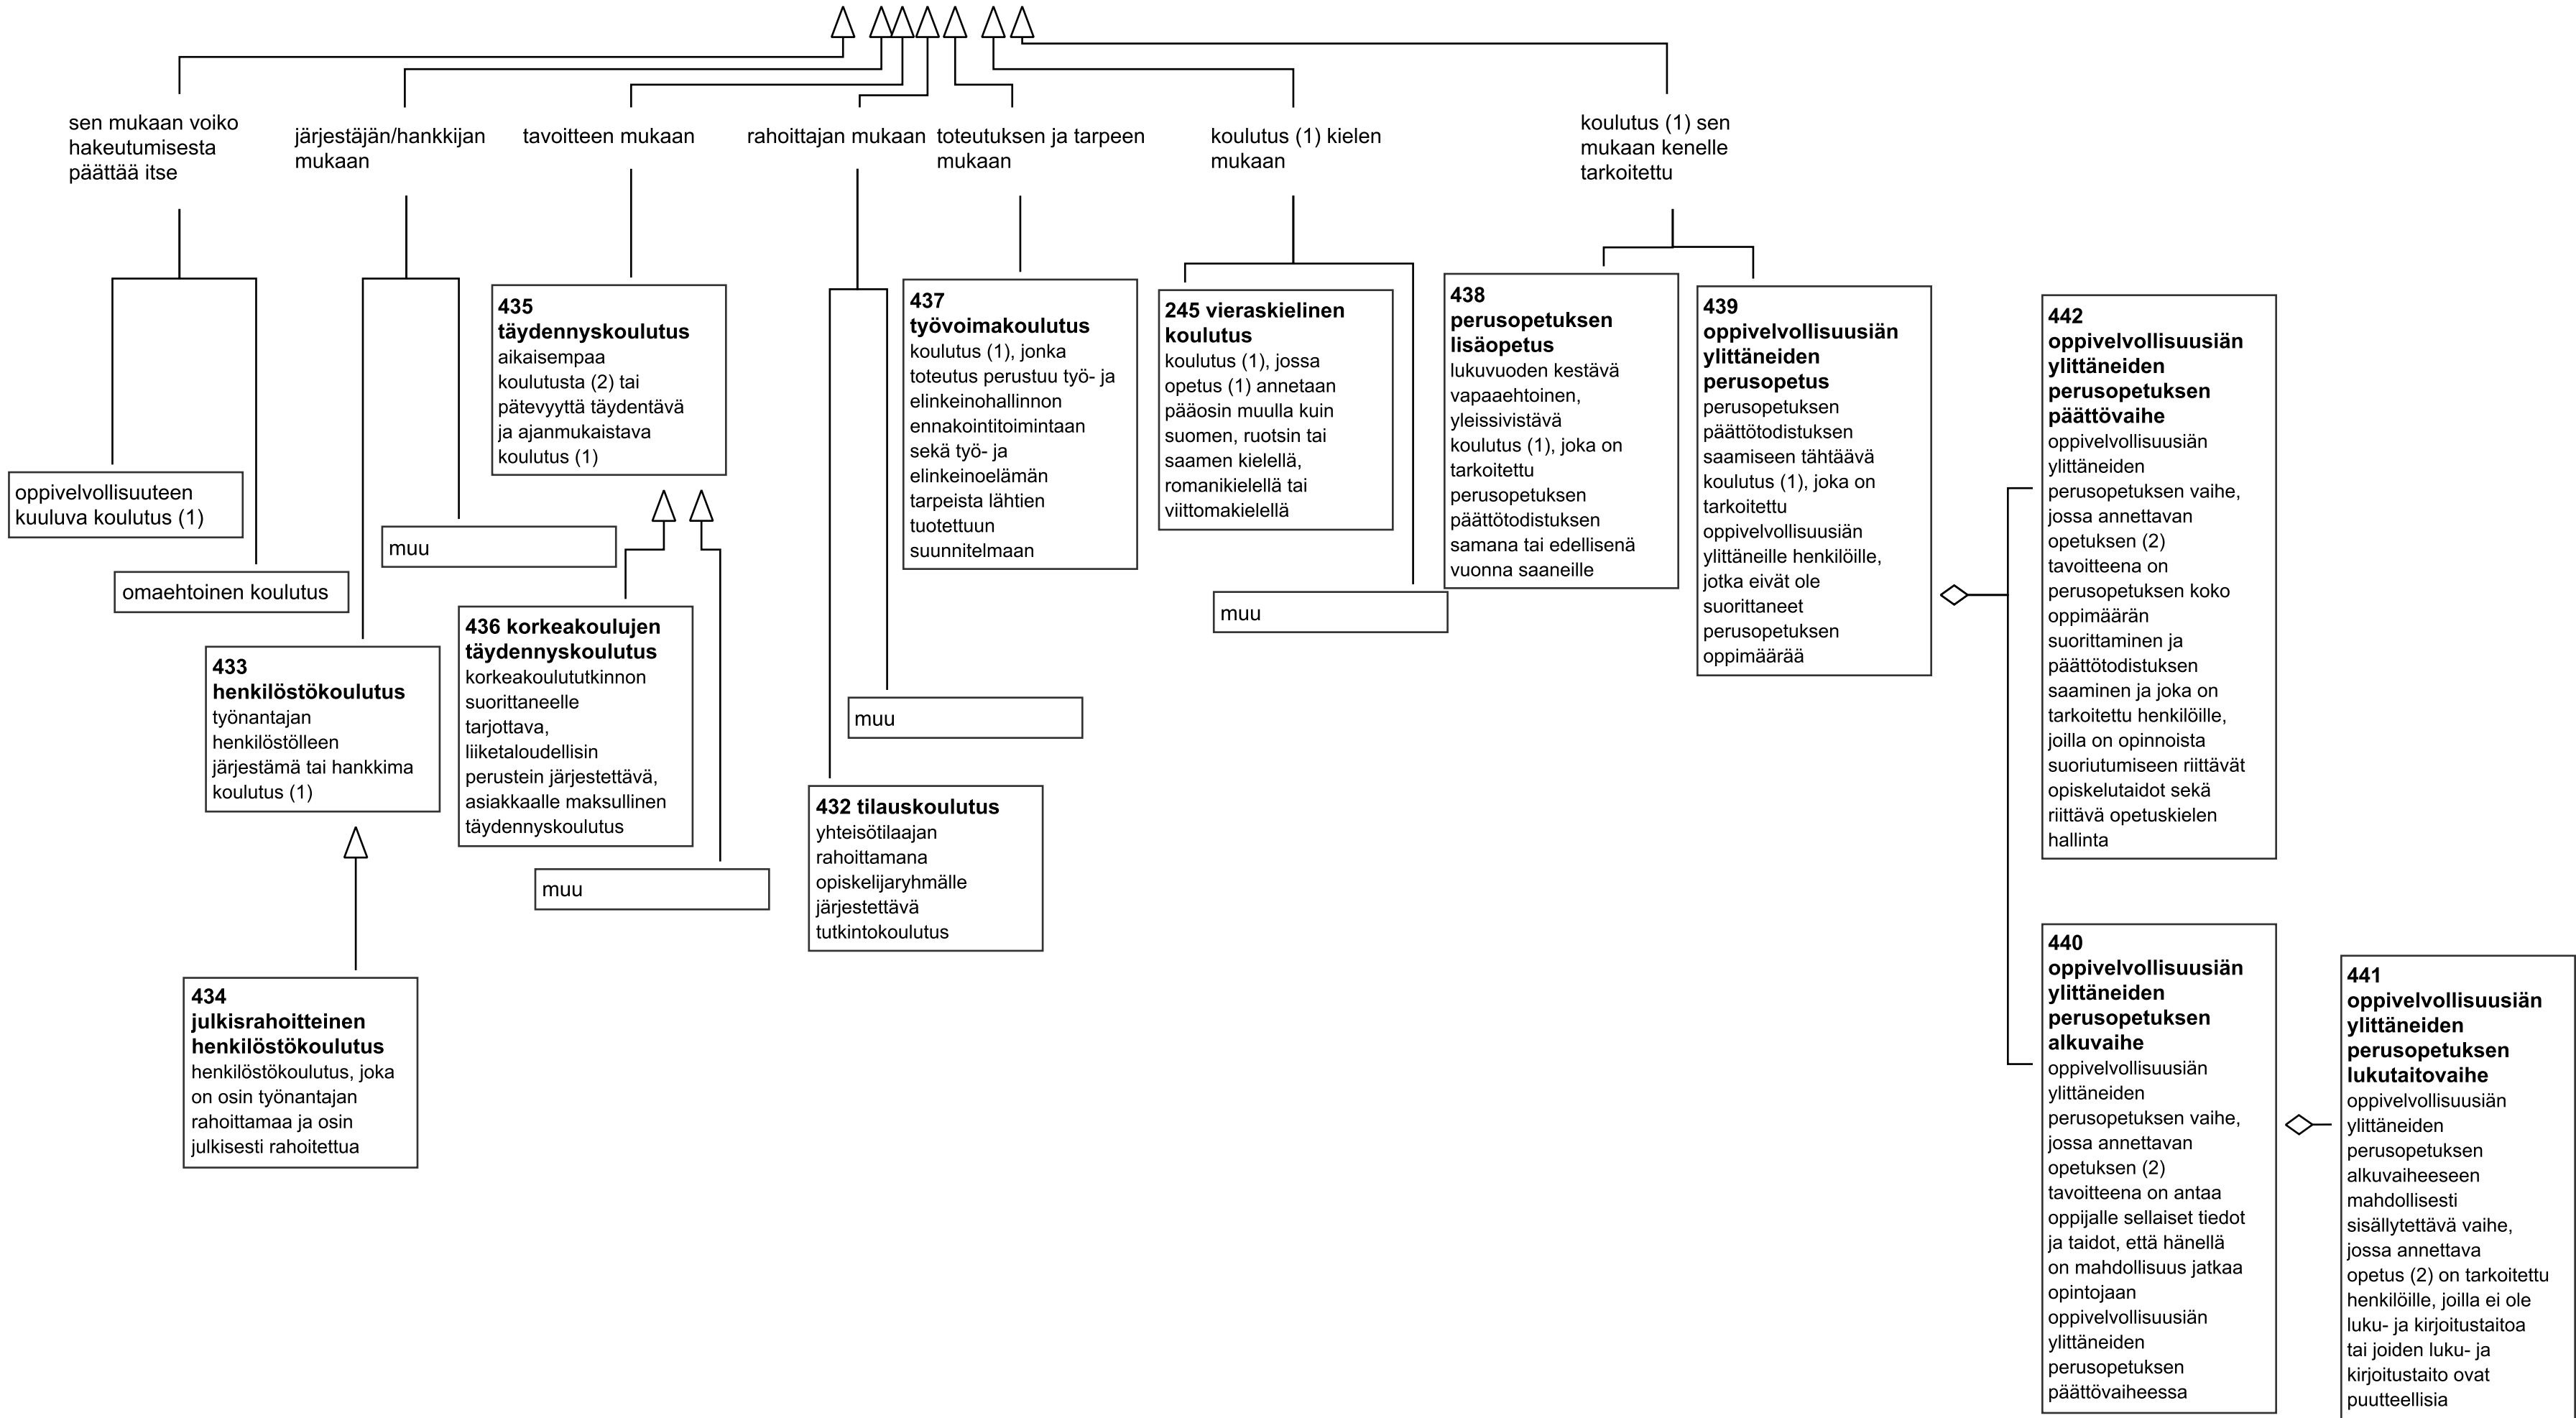 sen mukaan voiko
hakeutumisesta
päättää itse
järjestäjän/hankkijan
mukaan
tavoitteen mukaan
rahoittajan mukaan
toteutuksen ja tarpeen
mukaan
koulutus (1) kielen
mukaan
koulutus (1) sen
mukaan kenelle
tarkoitettu
oppivelvollisuuteen
kuuluva koulutus (1)
omaehtoinen koulutus
433
henkilöstökoulutus
työnantajan
henkilöstölleen
järjestämä tai hankkima
koulutus (1)
434
julkisrahoitteinen
henkilöstökoulutus
henkilöstökoulutus, joka
on osin työnantajan
rahoittamaa ja osin
julkisesti rahoitettua
muu
435
täydennyskoulutus
aikaisempaa
koulutusta (2) tai
pätevyyttä täydentävä
ja ajanmukaistava
koulutus (1)
436 korkeakoulujen
täydennyskoulutus
korkeakoulututkinnon
suorittaneelle
tarjottava,
liiketaloudellisin
perustein järjestettävä,
asiakkaalle maksullinen
täydennyskoulutus
muu
muu
432 tilauskoulutus
yhteisötilaajan
rahoittamana
opiskelijaryhmälle
järjestettävä
tutkintokoulutus
437
työvoimakoulutus
koulutus (1), jonka
toteutus perustuu työ- ja
elinkeinohallinnon
ennakointitoimintaan
sekä työ- ja
elinkeinoelämän
tarpeista lähtien
tuotettuun
suunnitelmaan
245 vieraskielinen
koulutus
koulutus (1), jossa
opetus (1) annetaan
pääosin muulla kuin
suomen, ruotsin tai
saamen kielellä,
romanikielellä tai
viittomakielellä
muu
438
perusopetuksen
lisäopetus
lukuvuoden kestävä
vapaaehtoinen,
yleissivistävä
koulutus (1), joka on
tarkoitettu
perusopetuksen
päättötodistuksen
samana tai edellisenä
vuonna saaneille
439
oppivelvollisuusiän
ylittäneiden
perusopetus
perusopetuksen
päättötodistuksen
saamiseen tähtäävä
koulutus (1), joka on
tarkoitettu
oppivelvollisuusiän
ylittäneille henkilöille,
jotka eivät ole
suorittaneet
perusopetuksen
oppimäärää
442
oppivelvollisuusiän
ylittäneiden
perusopetuksen
päättövaihe
oppivelvollisuusiän
ylittäneiden
perusopetuksen vaihe,
jossa annettavan
opetuksen (2)
tavoitteena on
perusopetuksen koko
oppimäärän
suorittaminen ja
päättötodistuksen
saaminen ja joka on
tarkoitettu henkilöille,
joilla on opinnoista
suoriutumiseen riittävät
opiskelutaidot sekä
riittävä opetuskielen
hallinta
440
oppivelvollisuusiän
ylittäneiden
perusopetuksen
alkuvaihe
oppivelvollisuusiän
ylittäneiden
perusopetuksen vaihe,
jossa annettavan
opetuksen (2)
tavoitteena on antaa
oppijalle sellaiset tiedot
ja taidot, että hänellä
on mahdollisuus jatkaa
opintojaan
oppivelvollisuusiän
ylittäneiden
perusopetuksen
päättövaiheessa
441
oppivelvollisuusiän
ylittäneiden
perusopetuksen
lukutaitovaihe
oppivelvollisuusiän
ylittäneiden
perusopetuksen
alkuvaiheeseen
mahdollisesti
sisällytettävä vaihe,
jossa annettava
opetus (2) on tarkoitettu
henkilöille, joilla ei ole
luku- ja kirjoitustaitoa
tai joiden luku- ja
kirjoitustaito ovat
puutteellisia